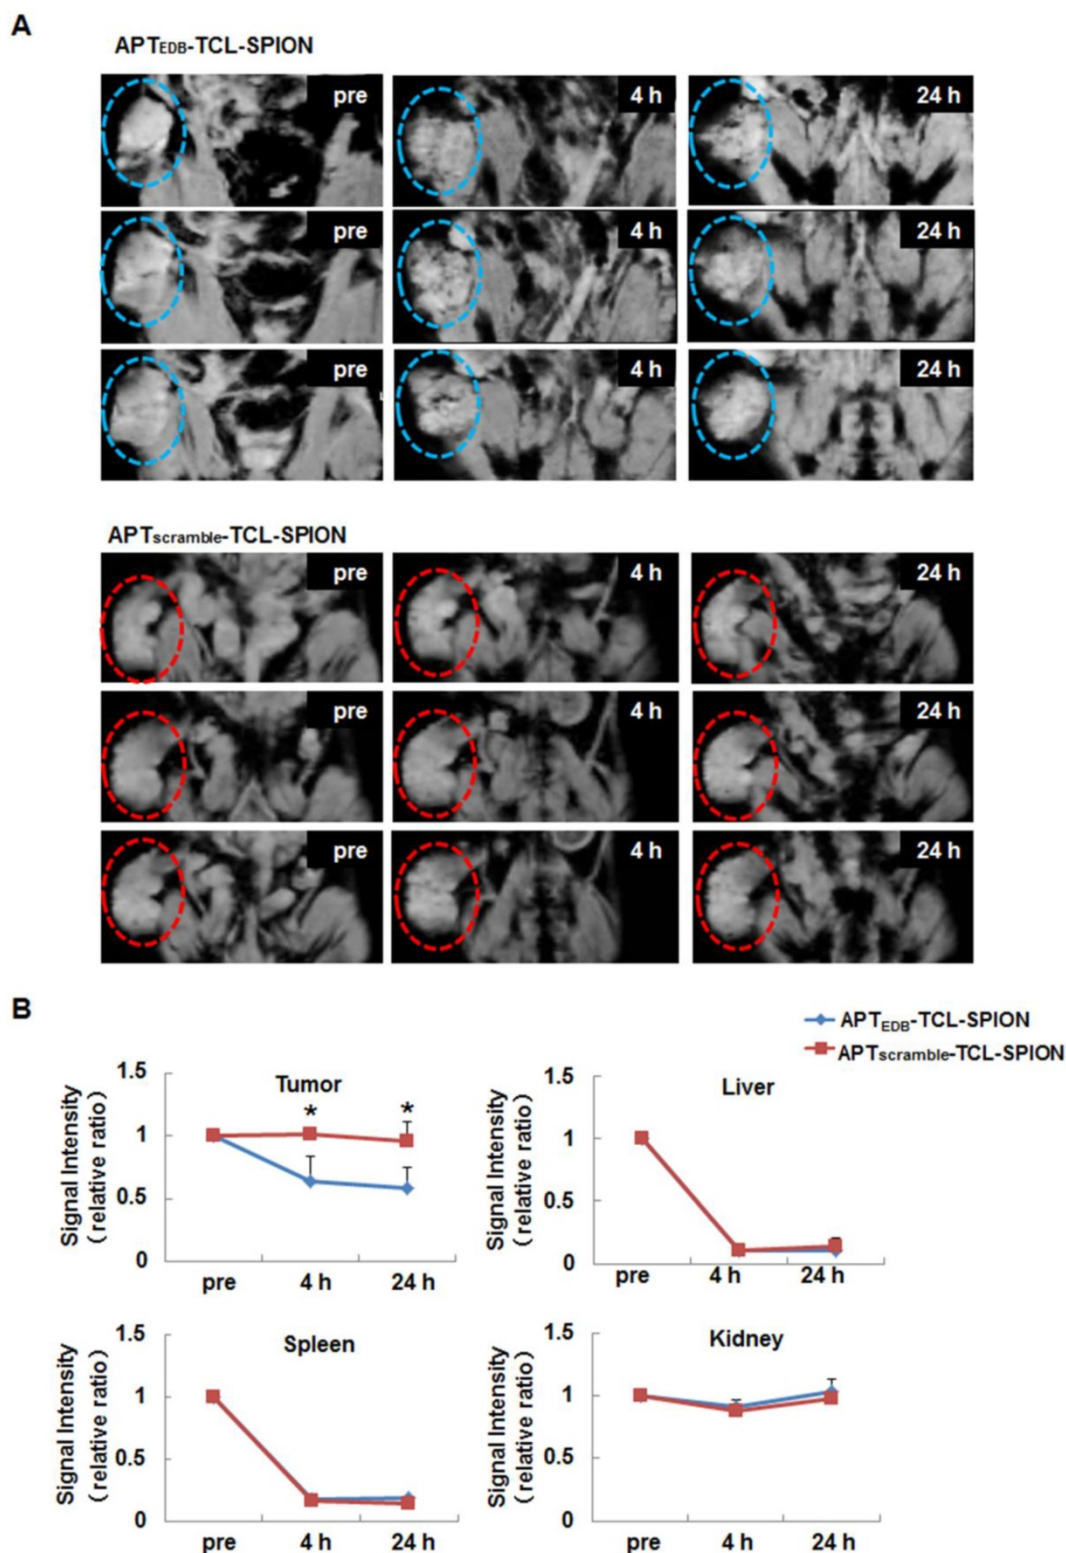 A
APTEDB-TCL-SPION
pre 4 h 24 h
pre 4 h 24 h
pre 4 h 24 h
APTscramble-TCL-SPION
pre 4 h 24 h
pre 4 h 24 h
pre 4 h 24 h
B
APTEDB-TCL-SPION
APTscramble-TCL-SPION
Tumor
Signal Intensity
(relative ratio)
1.5
1
0.5
0
* *
pre 4 h 24 h
Liver
Signal Intensity
(relative ratio)
1.5
1
0.5
0
pre 4 h 24 h
Spleen
Signal Intensity
(relative ratio)
1.5
1
0.5
0
pre 4 h 24 h
Kidney
Signal Intensity
(relative ratio)
1.5
1
0.5
0
pre 4 h 24 h